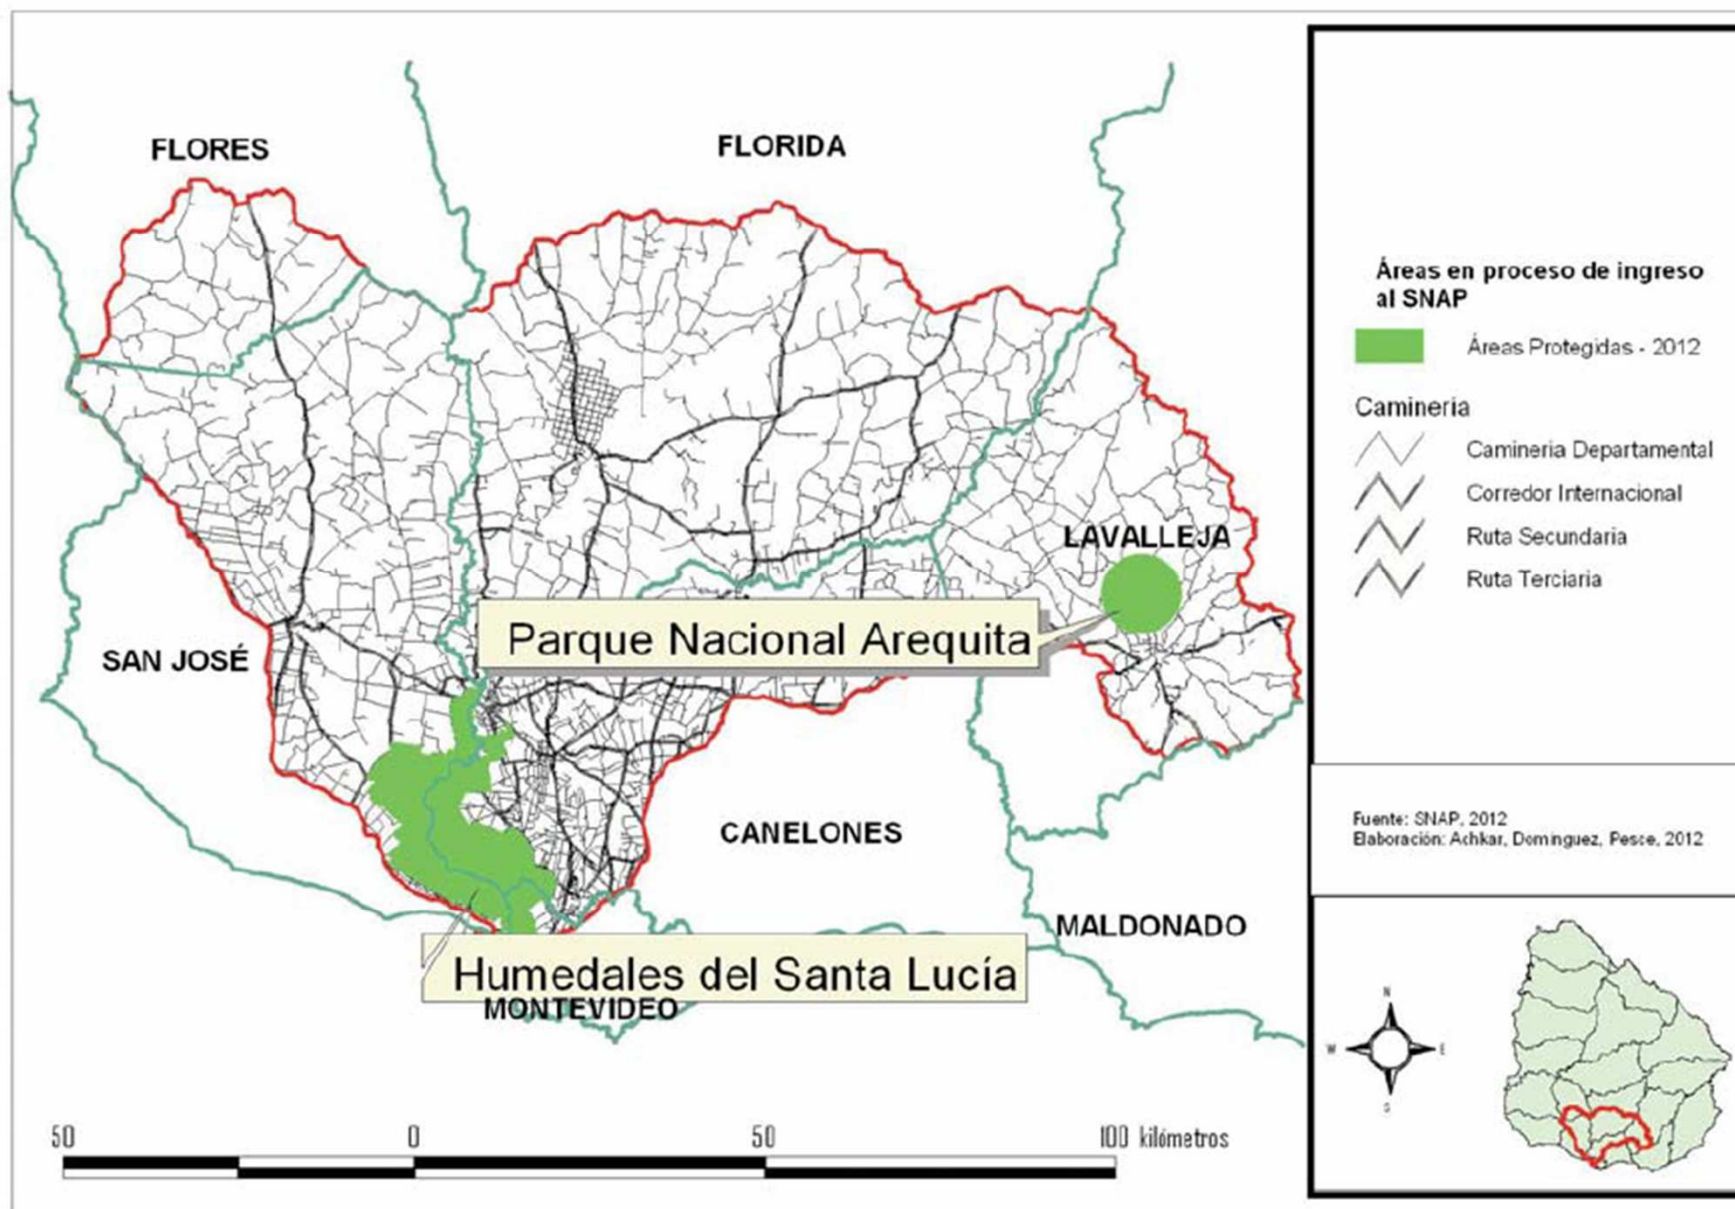 FLORES
FLORIDA
LAVALLEJA
Parque Nacional Arequita
SAN JOSÉ
CANELONES
MALDONADO
Humedales del Santa Lucía
MONTEVIDEO
50 0 50 100 kilómetros
Áreas en proceso de ingreso
al SNAP
Áreas Protegidas - 2012
Camineria
Camineria Departamental
Corredor Internacional
Ruta Secundaria
Ruta Terciaria
Fuente: SNAP, 2012
Elaboración: Achkar, Dominguez, Pesce, 2012
N
W E
S